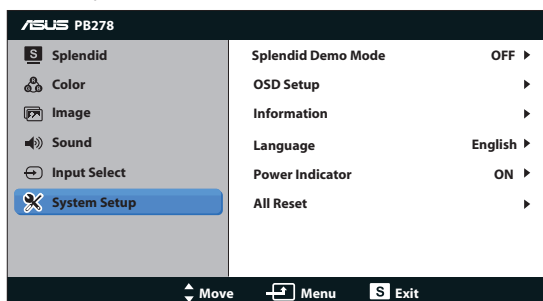 ASUS PB278
S Splendid
Color
Image
Sound
Input Select
System Setup
Splendid Demo Mode OFF
OSD Setup
Information
Language English
Power Indicator ON
All Reset
Move Menu S Exit